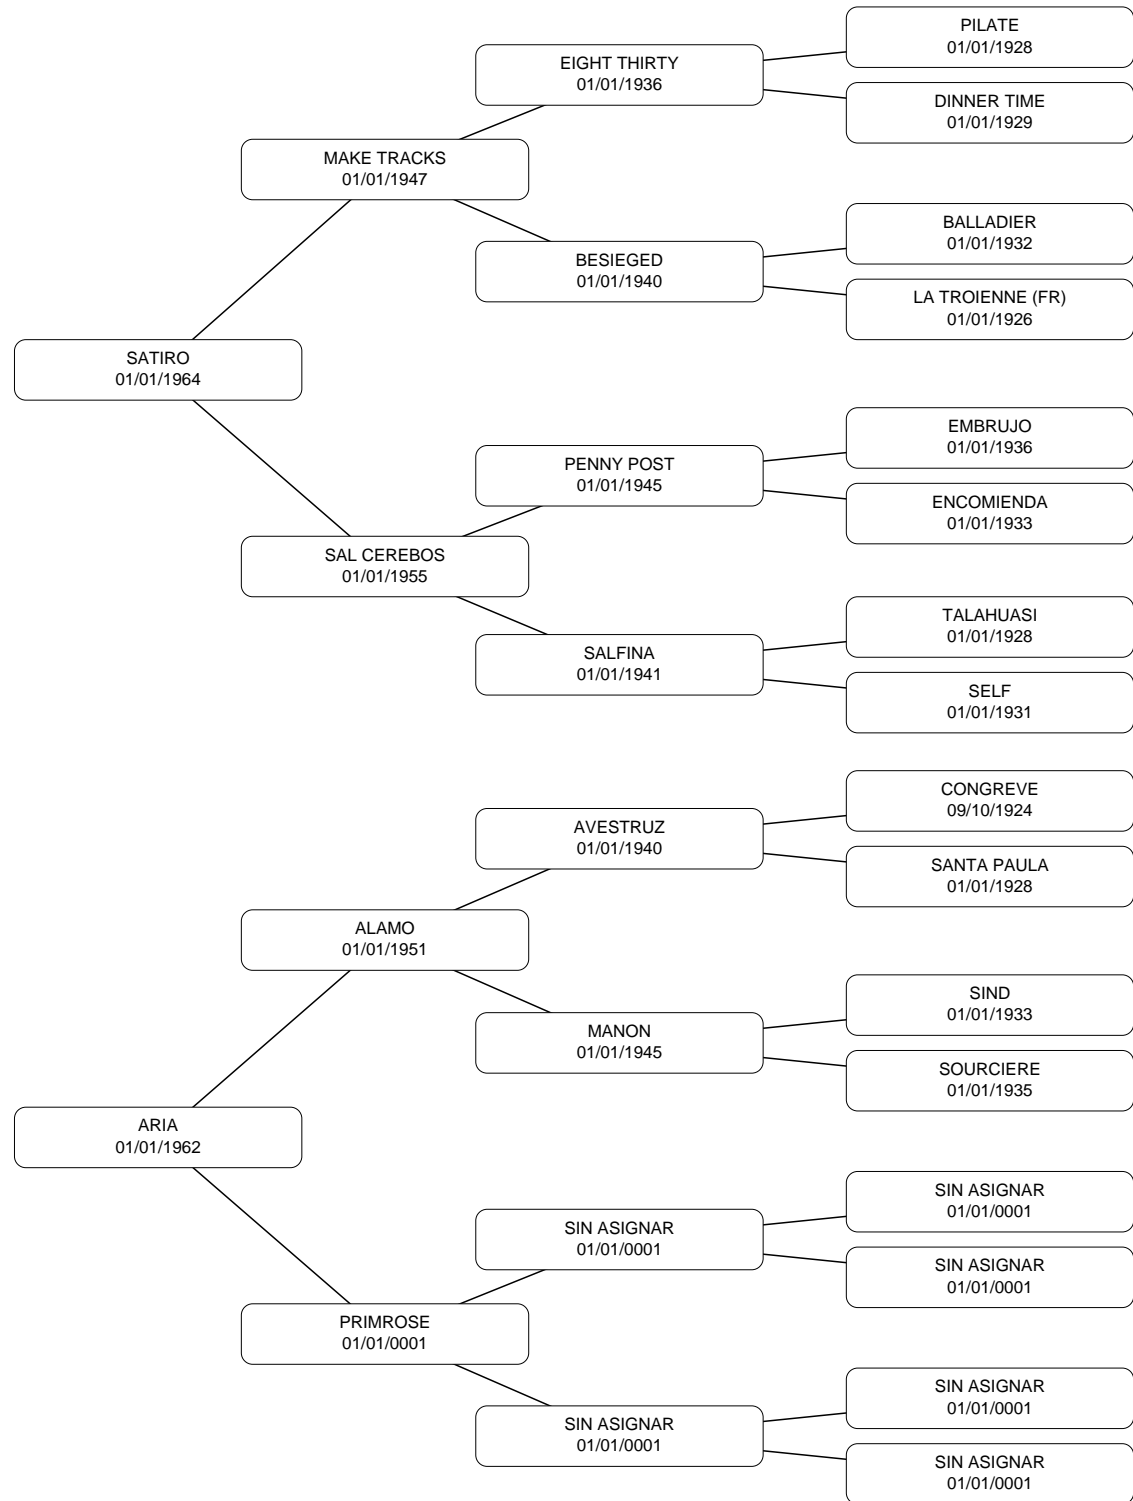 PILATE
01/01/1928
EIGHT THIRTY
01/01/1936
DINNER TIME
01/01/1929
MAKE TRACKS
01/01/1947
BALLADIER
01/01/1932
BESIEGED
01/01/1940
LA TROIENNE (FR)
01/01/1926
SATIRO
01/01/1964
EMBRUJO
01/01/1936
PENNY POST
01/01/1945
ENCOMIENDA
01/01/1933
SAL CEREBOS
01/01/1955
TALAHUASI
01/01/1928
SALFINA
01/01/1941
SELF
01/01/1931
CONGREVE
09/10/1924
AVESTRUZ
01/01/1940
SANTA PAULA
01/01/1928
ALAMO
01/01/1951
SIND
01/01/1933
MANON
01/01/1945
SOURCIERE
01/01/1935
ARIA
01/01/1962
SIN ASIGNAR
01/01/0001
SIN ASIGNAR
01/01/0001
SIN ASIGNAR
01/01/0001
PRIMROSE
01/01/0001
SIN ASIGNAR
01/01/0001
SIN ASIGNAR
01/01/0001
SIN ASIGNAR
01/01/0001